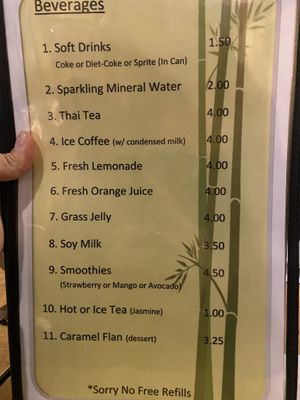 Beverages
1. Soft Drinks 1.50
Coke or Diet-Coke or Sprite (In Can)
2. Sparkling Mineral Water 2.00
3. Thai Tea 4.00
4. Ice Coffee (w/ condensed milk) 4.00
5. Fresh Lemonade 4.00
6. Fresh Orange Juice 4.00
7. Grass Jelly 4.00
8. Soy Milk 3.50
9. Smoothies 4.50
(Strawberry or Mango or Avocado)
10. Hot or Ice Tea (Jasmine) 1.00
11. Caramel Flan (dessert) 3.25
*Sorry No Free Refills